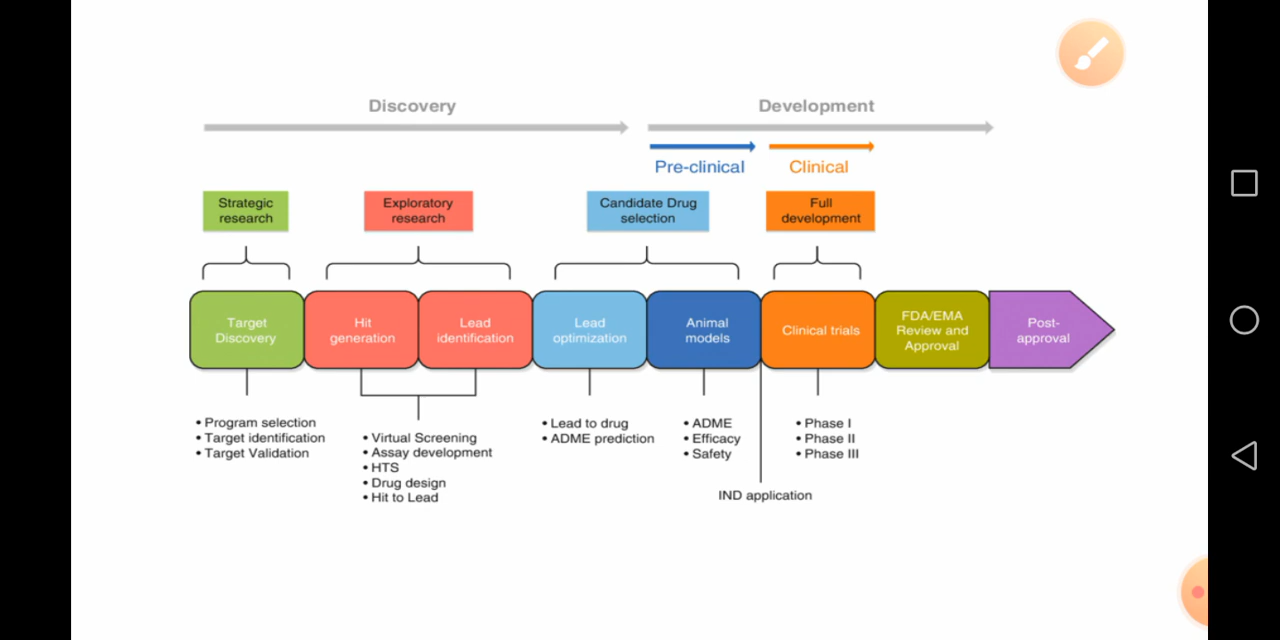 Discovery
Development
Pre-clinical
Clinical
Strategic
research
Exploratory
research
Candidate Drug
selection
Full
development
Target
Discovery
Hit
generation
Lead
identification
Lead
optimization
Animal
models
Clinical trials
FDA/EMA
Review and
Approval
Post-
approval
• Program selection
• Target identification
• Target Validation
• Virtual Screening
• Assay development
• HTS
• Drug design
• Hit to Lead
• Lead to drug
• ADME prediction
• ADME
• Efficacy
• Safety
IND application
• Phase I
• Phase II
• Phase III